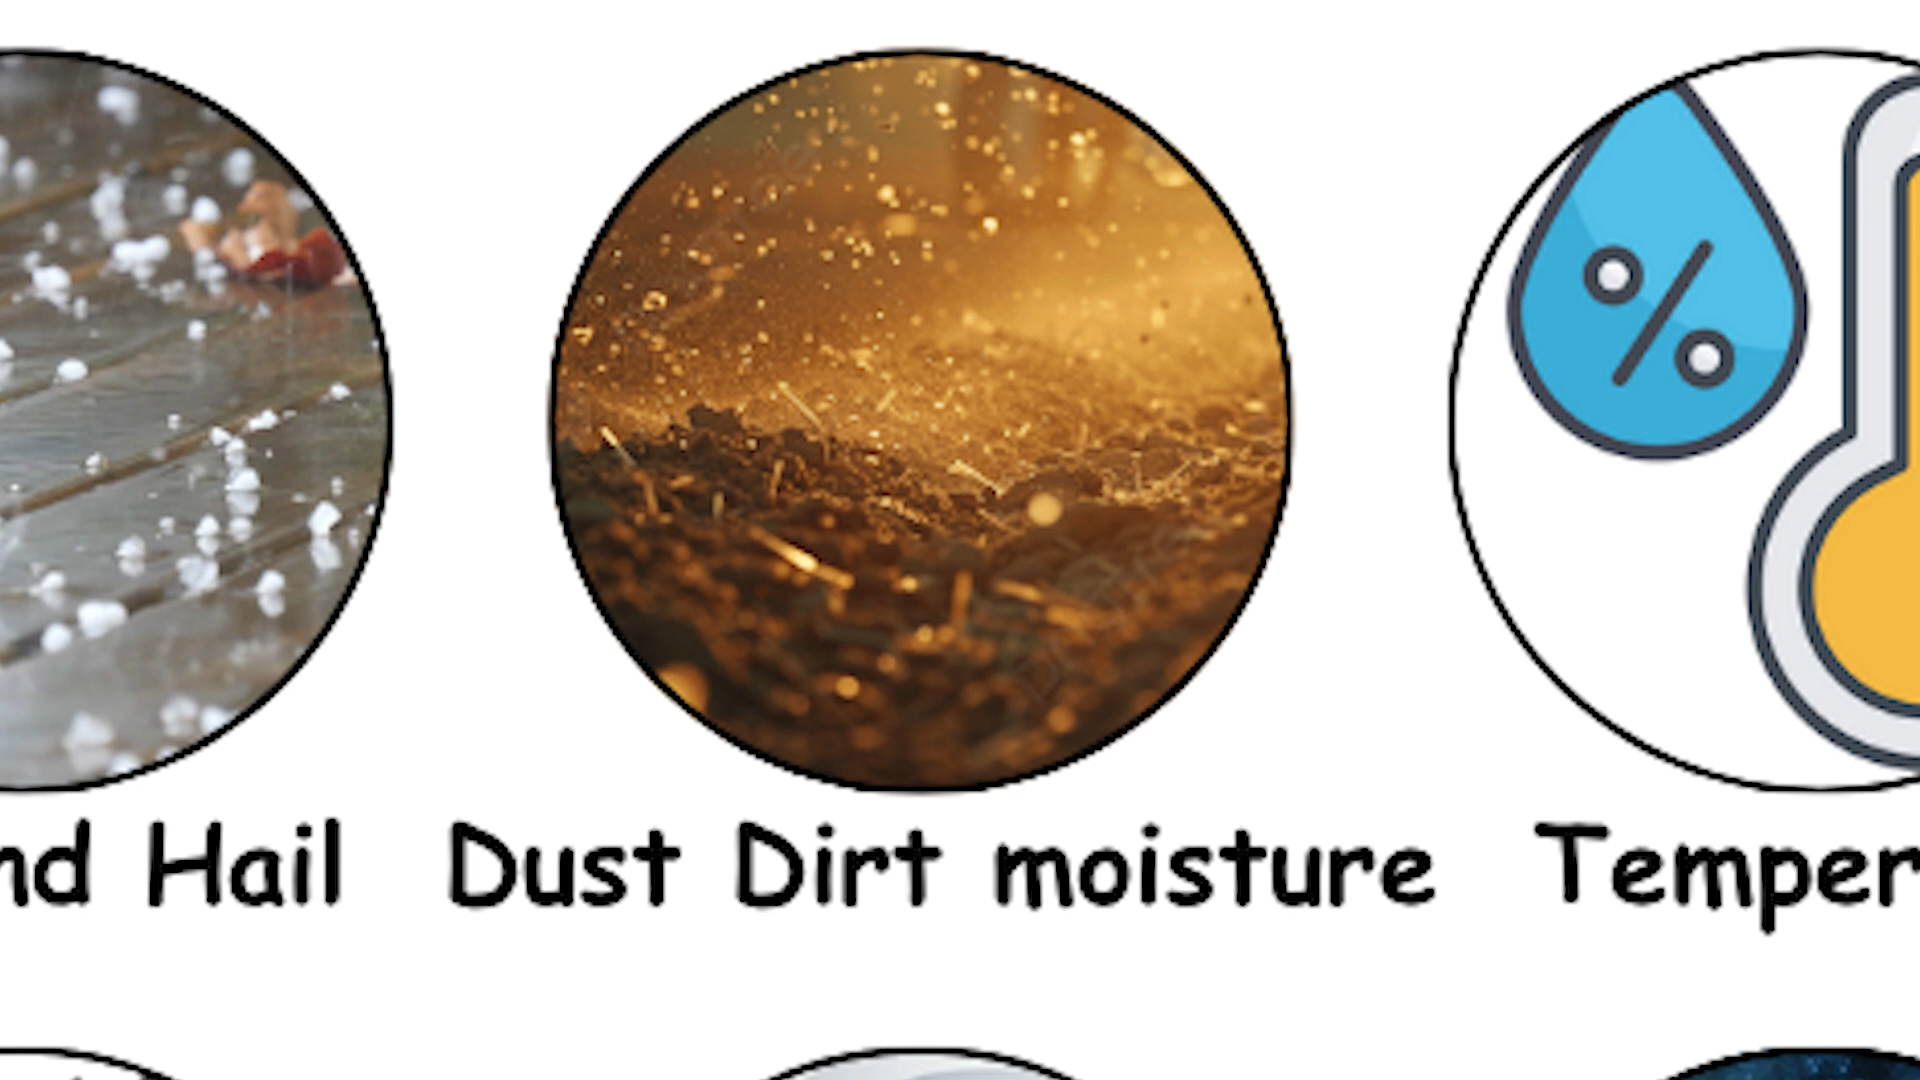 nd Hail
Dust Dirt moisture
Temper
%